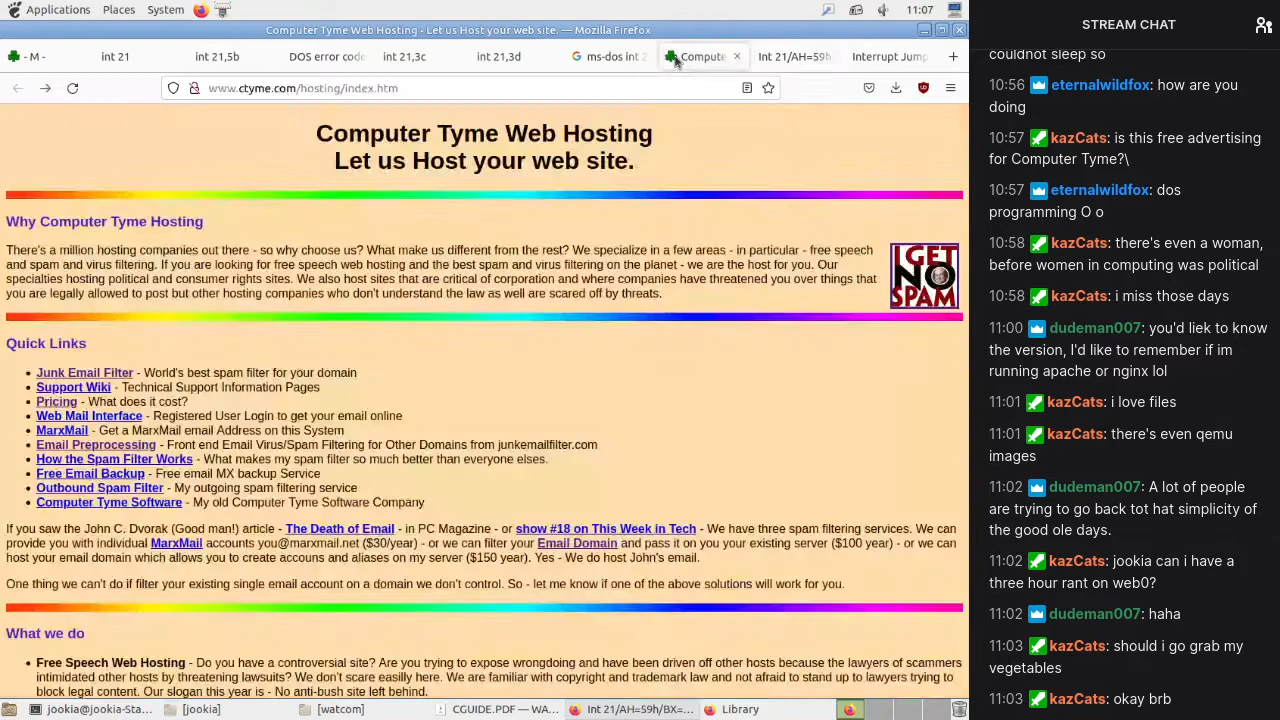 Applications Places System 11:07
Computer Tyme Web Hosting - Let us Host your web site. — Mozilla Firefox
- M - int 21 int 21,5b DOS error code int 21,3c int 21,3d ms-dos int 2 Compute Int 21/AH=59h Interrupt Jump
www.ctyme.com/hosting/index.htm
Computer Tyme Web Hosting
Let us Host your web site.
Why Computer Tyme Hosting
There's a million hosting companies out there - so why choose us? What make us different from the rest? We specialize in a few areas - in particular - free speech
and spam and virus filtering. If you are looking for free speech web hosting and the best spam and virus filtering on the planet - we are the host for you. Our
specialties hosting political and consumer rights sites. We also host sites that are critical of corporation and where companies have threatened you over things that
you are legally allowed to post but other hosting companies who don't understand the law as well are scared off by threats.
I GET
NO
SPAM
Quick Links
• Junk Email Filter - World's best spam filter for your domain
• Support Wiki - Technical Support Information Pages
• Pricing - What does it cost?
• Web Mail Interface - Registered User Login to get your email online
• MarxMail - Get a MarxMail email Address on this System
• Email Preprocessing - Front end Email Virus/Spam Filtering for Other Domains from junkemailfilter.com
• How the Spam Filter Works - What makes my spam filter so much better than everyone elses.
• Free Email Backup - Free email MX backup Service
• Outbound Spam Filter - My outgoing spam filtering service
• Computer Tyme Software - My old Computer Tyme Software Company
If you saw the John C. Dvorak (Good man!) article - The Death of Email - in PC Magazine - or show #18 on This Week in Tech - We have three spam filtering services. We can
provide you with individual MarxMail accounts you@marxmail.net ($30/year) - or we can filter your Email Domain and pass it on you your existing server ($100 year) - or we can
host your email domain which allows you to create accouns and aliases on my server ($150 year). Yes - We do host John's email.
One thing we can't do if filter your existing single email account on a domain we don't control. So - let me know if one of the above solutions will work for you.
What we do
• Free Speech Web Hosting - Do you have a controversial site? Are you trying to expose wrongdoing and have been driven off other hosts because the lawyers of scammers
intimidated other hosts by threatening lawsuits? We don't scare easily here. We are familiar with copyright and trademark law and not afraid to stand up to lawyers trying to
block legal content. Our slogan this year is - No anti-bush site left behind.
jookia@jookia-Sta... [jookia] [watcom] CGUIDE.PDF — WA... Int 21/AH=59h/BX=... Library
STREAM CHAT
couldnot sleep so
10:56 eternalwildfox: how are you
doing
10:57 kazCats: is this free advertising
for Computer Tyme?\
10:57 eternalwildfox: dos
programming O o
10:58 kazCats: there's even a woman,
before women in computing was political
10:58 kazCats: i miss those days
11:00 dudeman007: you'd liek to know
the version, I'd like to remember if im
running apache or nginx lol
11:01 kazCats: i love files
11:01 kazCats: there's even qemu
images
11:02 dudeman007: A lot of people
are trying to go back tot hat simplicity of
the good ole days.
11:02 kazCats: jookia can i have a
three hour rant on web0?
11:02 dudeman007: haha
11:03 kazCats: should i go grab my
vegetables
11:03 kazCats: okay brb